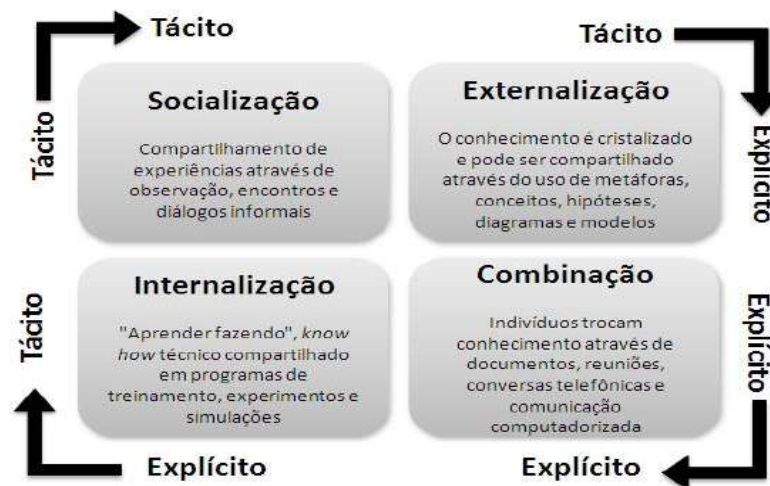 Tácito
Tácito
Tácito
Socialização
Compartilhamento de
experiências através de
observação, encontros e
diálogos informais
Externalização
O conhecimento é cristalizado
e pode ser compartilhado
através do uso de metáforas,
conceitos, hipóteses,
diagramas e modelos
Explícito
Tácito
Internalização
"Aprender fazendo", know
how técnico compartilhado
em programas de
treinamento, experimentos e
simulações
Combinação
Indivíduos trocam
conhecimento através de
documentos, reuniões,
conversas telefônicas e
comunicação
computadorizada
Explícito
Explícito
Explícito